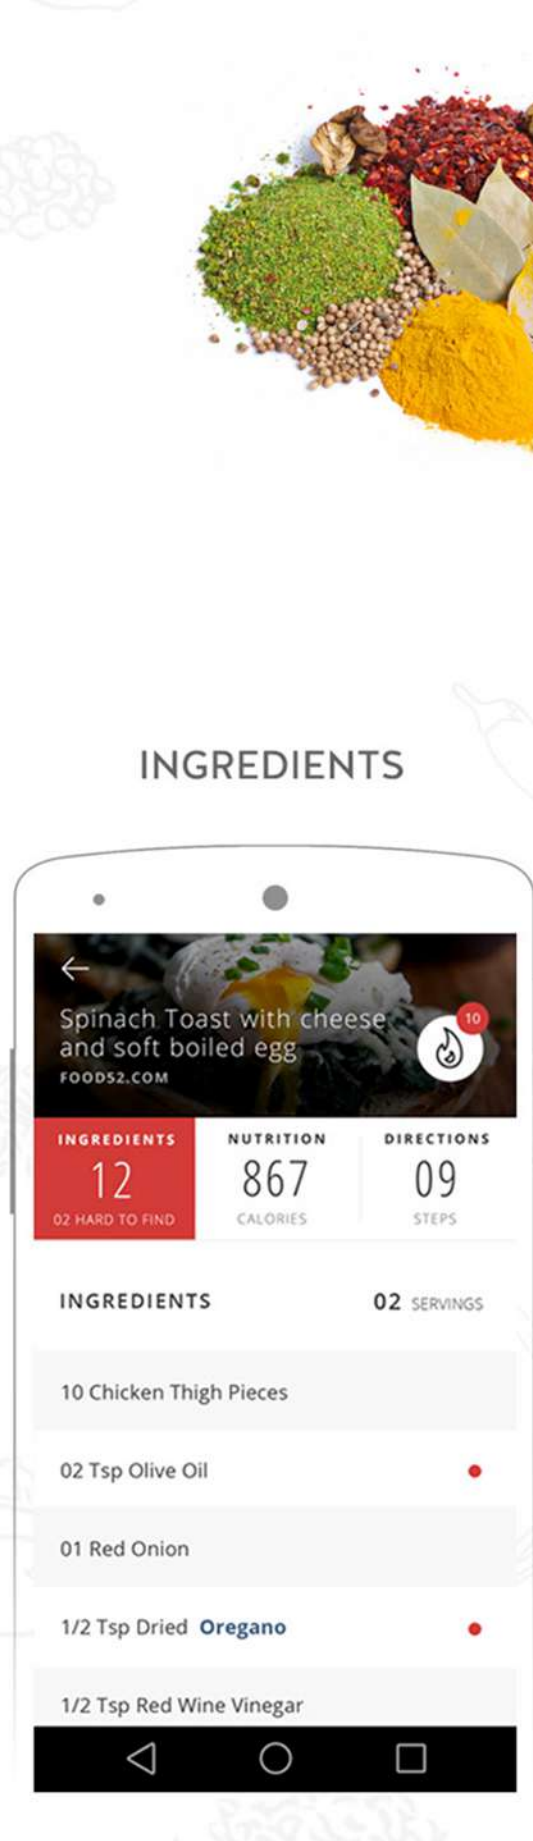 INGREDIENTS
Spinach Toast with cheese
and soft boiled egg
FOOD52.COM
10
INGREDIENTS
12
02 HARD TO FIND
NUTRITION
867
CALORIES
DIRECTIONS
09
STEPS
INGREDIENTS
02 SERVINGS
10 Chicken Thigh Pieces
02 Tsp Olive Oil
01 Red Onion
1/2 Tsp Dried Oregano
1/2 Tsp Red Wine Vinegar